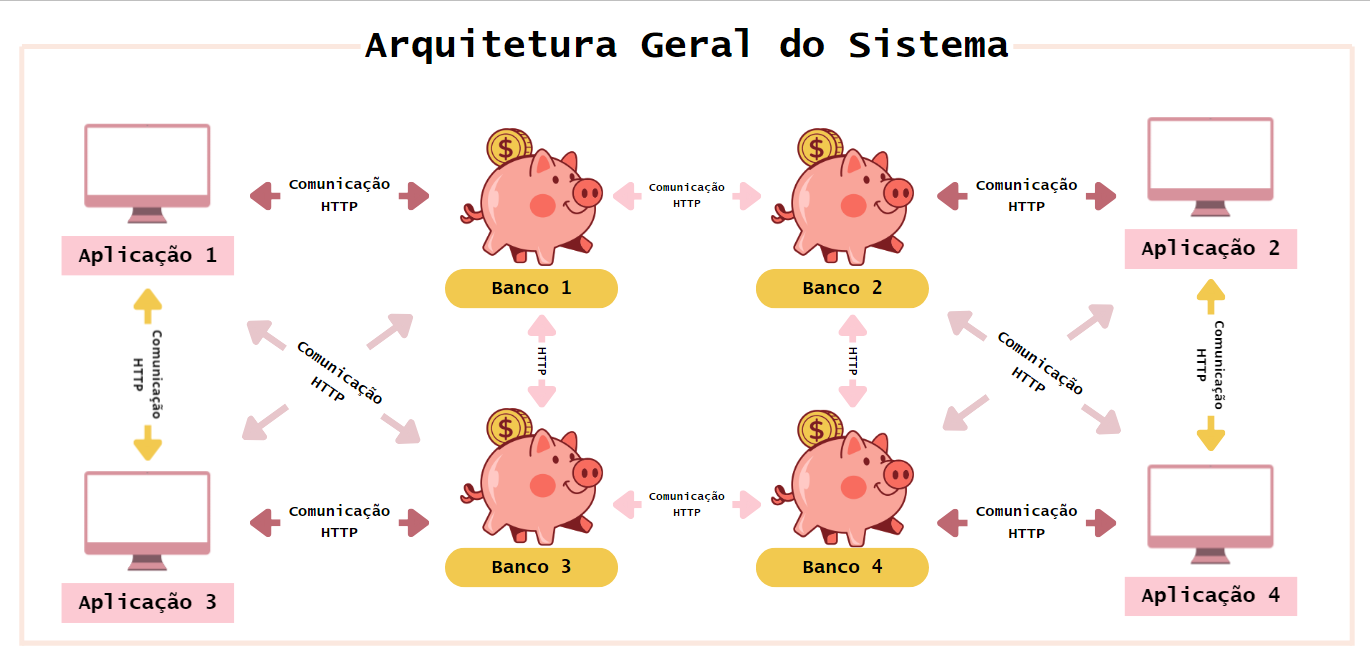 Arquitetura Geral do Sistema
Comunicação
HTTP
Comunicação
HTTP
Comunicação
HTTP
Aplicação 1
Aplicação 2
Banco 1
Banco 2
Comunicação
HTTP
Comunicação
HTTP
HTTP
HTTP
Comunicação
HTTP
Comunicação
HTTP
$
$
$
$
Comunicação
HTTP
Comunicação
HTTP
Comunicação
HTTP
Banco 3
Banco 4
Aplicação 3
Aplicação 4